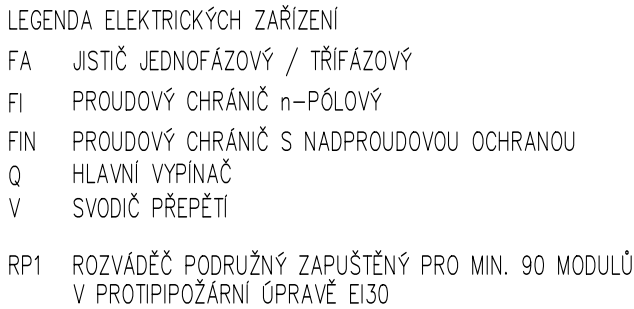 LEGENDA ELEKTRICKÝCH ZAŘÍZENÍ
FA JISTIČ JEDNOFÁZOVÝ / TŘÍFÁZOVÝ
FI PROUDOVÝ CHRÁNIČ n-PÓLOVÝ
FIN PROUDOVÝ CHRÁNIČ S NADPROUDOVOU OCHRANOU
Q HLAVNÍ VYPÍNAČ
V SVODIČ PŘEPĚTÍ
RP1 ROZVÁDĚČ PODRUŽNÝ ZAPUŠTĚNÝ PRO MIN. 90 MODULŮ
V PROTIPIPOŽÁRNÍ ÚPRAVĚ EI30